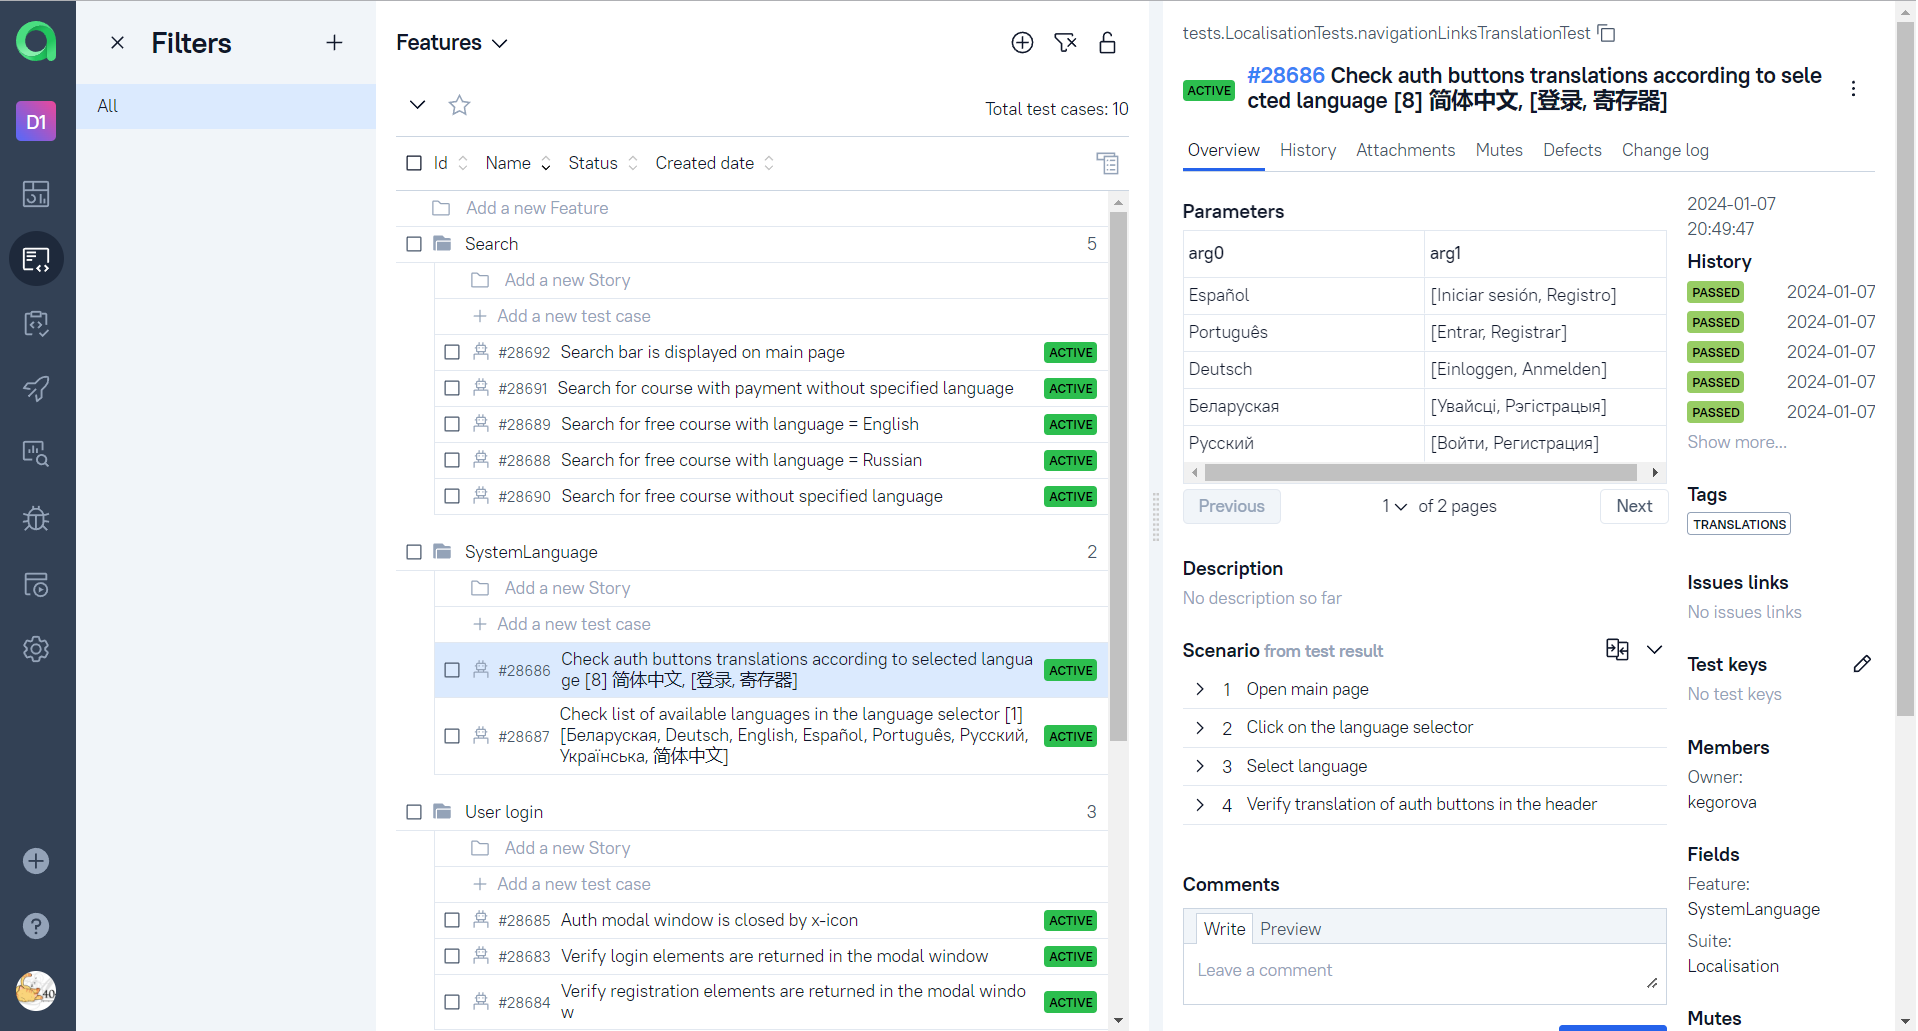 D1
Filters
All
Features
Total test cases: 10
Id Name Status Created date
Add a new Feature
Search 5
Add a new Story
Add a new test case
#28692 Search bar is displayed on main page ACTIVE
#28691 Search for course with payment without specified language ACTIVE
#28689 Search for free course with language = English ACTIVE
#28688 Search for free course with language = Russian ACTIVE
#28690 Search for free course without specified language ACTIVE
SystemLanguage 2
Add a new Story
Add a new test case
#28686 Check auth buttons translations according to selected langua
ge [8] 简体中文, [登录, 寄存器] ACTIVE
Check list of available languages in the language selector [1]
#28687 [Беларуская, Deutsch, English, Español, Português, Русский, ACTIVE
Українська, 简体中文]
User login 3
Add a new Story
Add a new test case
#28685 Auth modal window is closed by x-icon ACTIVE
#28683 Verify login elements are returned in the modal window ACTIVE
#28684 Verify registration elements are returned in the modal windo
w ACTIVE
tests.LocalisationTests.navigationLinksTranslationTest
ACTIVE #28686 Check auth buttons translations according to sele
cted language [8] 简体中文, [登录, 寄存器]
Overview History Attachments Mutes Defects Change log
Parameters
arg0 arg1
Español [Iniciar sesión, Registro]
Português [Entrar, Registrar]
Deutsch [Einloggen, Anmelden]
Беларуская [Увайсці, Рэгістрацыя]
Русский [Войти, Регистрация]
Previous 1 of 2 pages Next
Description
No description so far
Scenario from test result
1 Open main page
2 Click on the language selector
3 Select language
4 Verify translation of auth buttons in the header
Comments
Write Preview
Leave a comment
2024-01-07
20:49:47
History
PASSED 2024-01-07
PASSED 2024-01-07
PASSED 2024-01-07
PASSED 2024-01-07
PASSED 2024-01-07
Show more...
Tags
TRANSLATIONS
Issues links
No issues links
Test keys
No test keys
Members
Owner:
kegorova
Fields
Feature:
SystemLanguage
Suite:
Localisation
Mutes
40